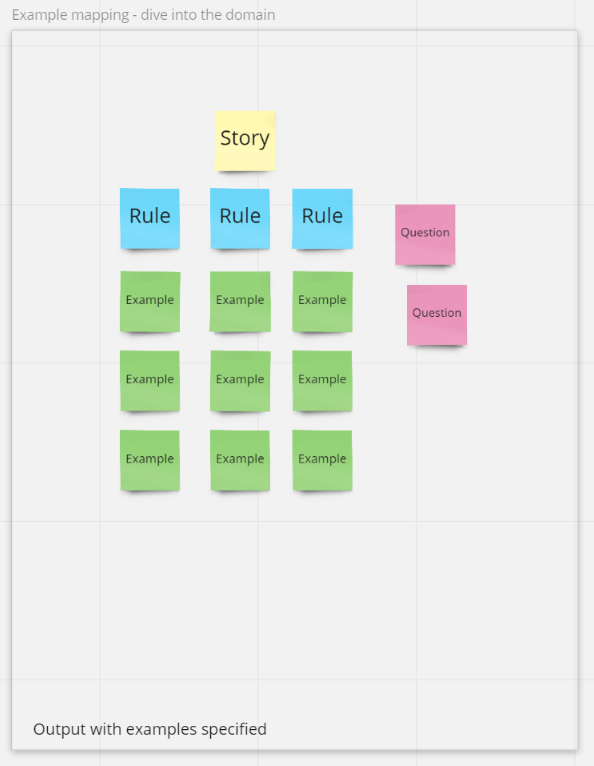 Example mapping - dive into the domain
Story
Rule Rule Rule
Question
Example Example Example
Question
Example Example Example
Example Example Example
Output with examples specified